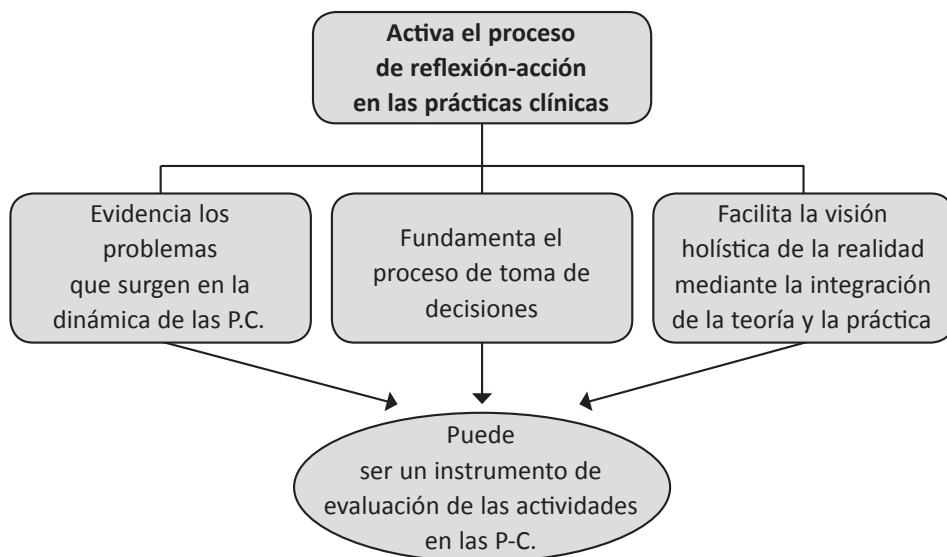 Activa el proceso
de reflexión-acción
en las prácticas clínicas
Evidencia los
problemas
que surgen en la
dinámica de las P.C.
Fundamenta el
proceso de toma de
decisiones
Facilita la visión
holística de la realidad
mediante la integración
de la teoría y la práctica
Puede
ser un instrumento de
evaluación de las actividades
en las P-C.